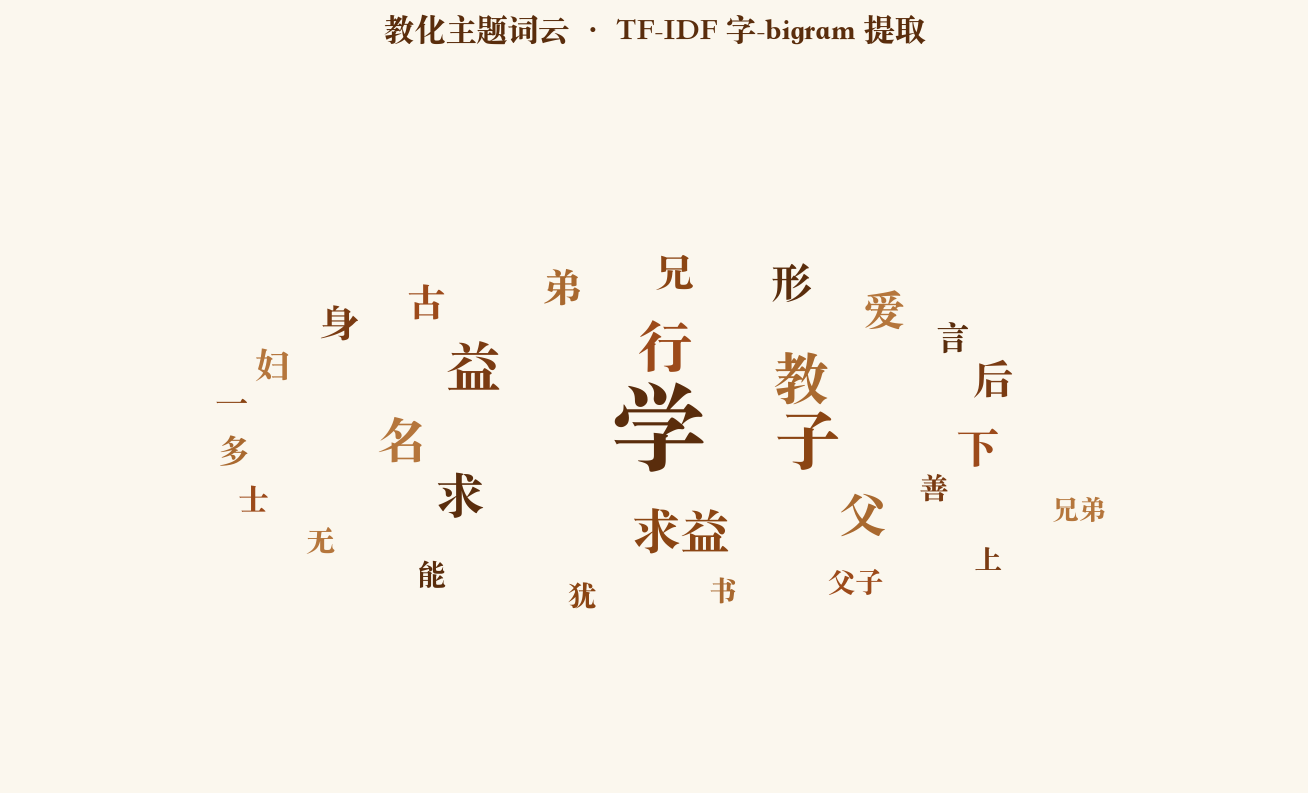 教化主题词云 · TF-IDF 字-bigram 提取
兄
形
弟
爱
古
身
言
行
妇
益
教
后
一
学
名
子
下
多
善
求
士
兄弟
父
求益
无
上
能
父子
书
犹